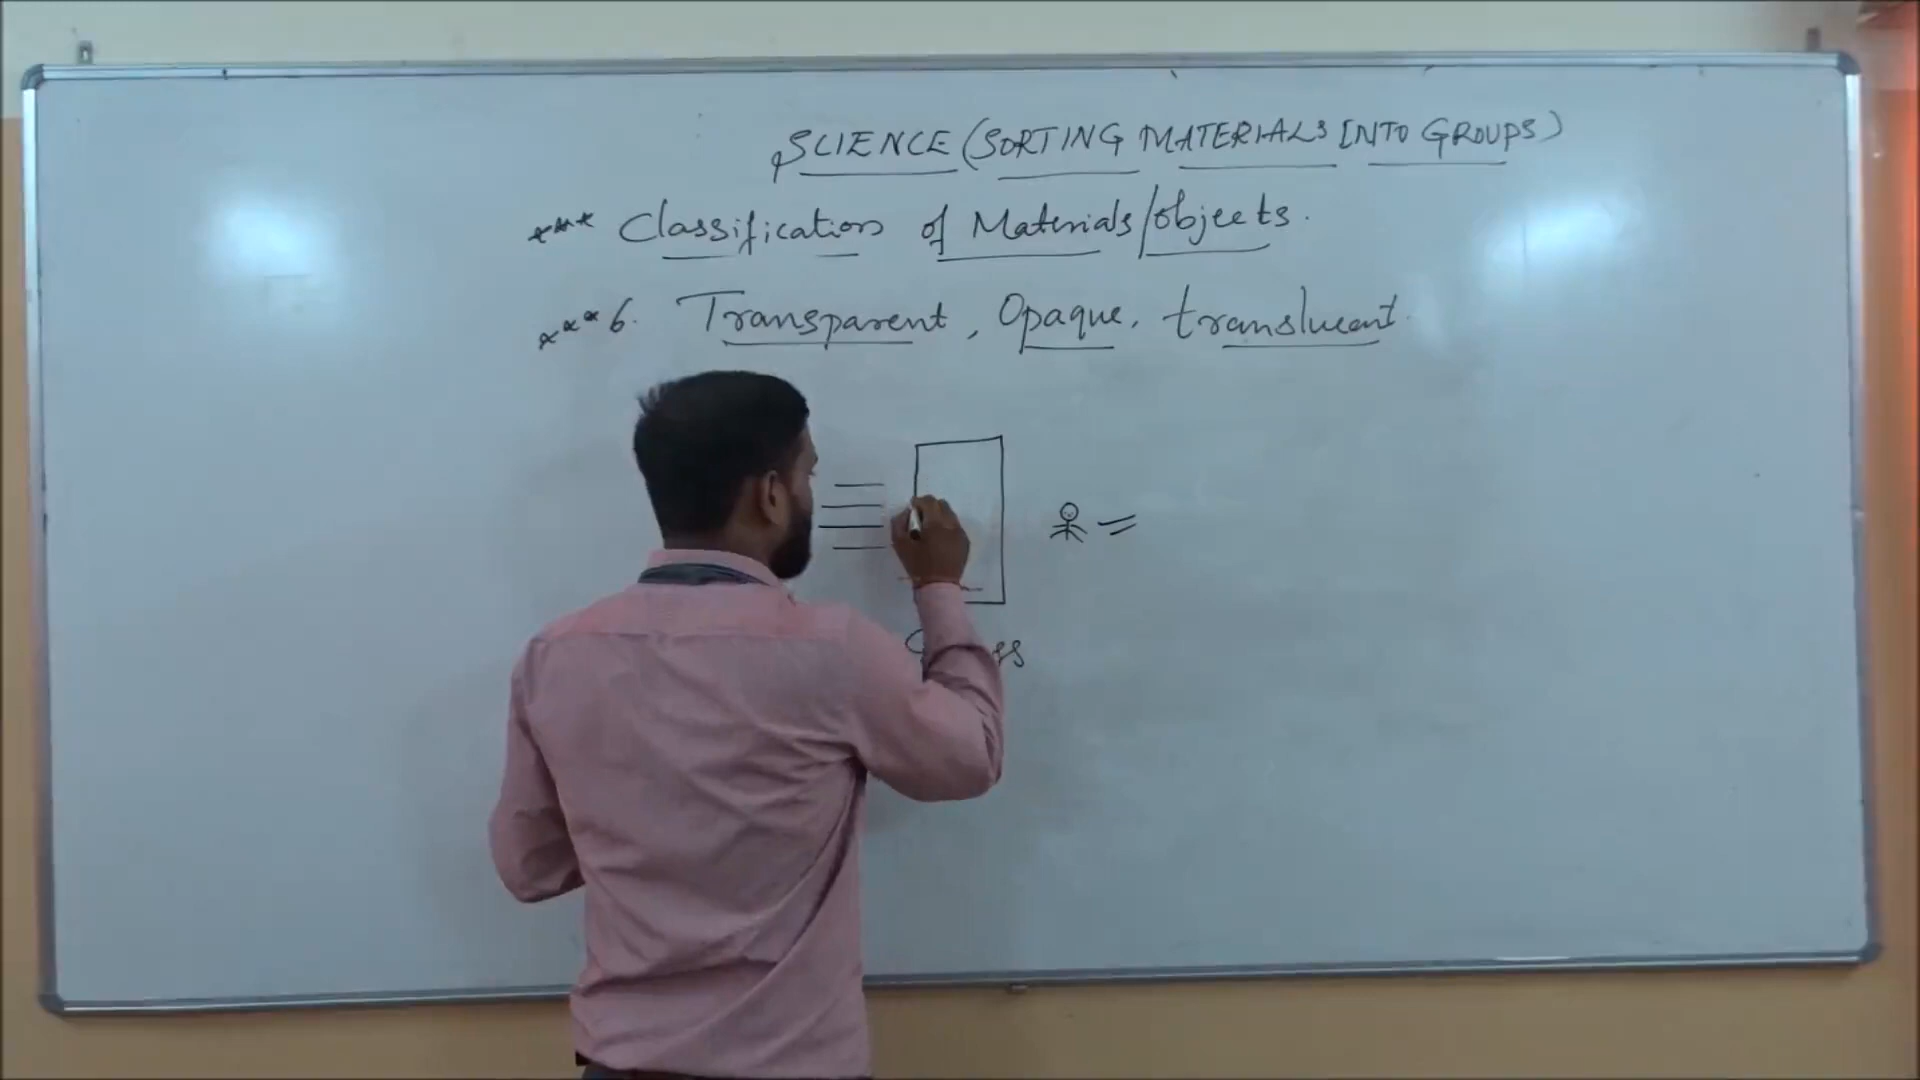 SCIENCE (SORTING MATERIALS INTO GROUPS)
*** Classification of Materials/objects.
*** 6. Transparent, Opaque, translucent.